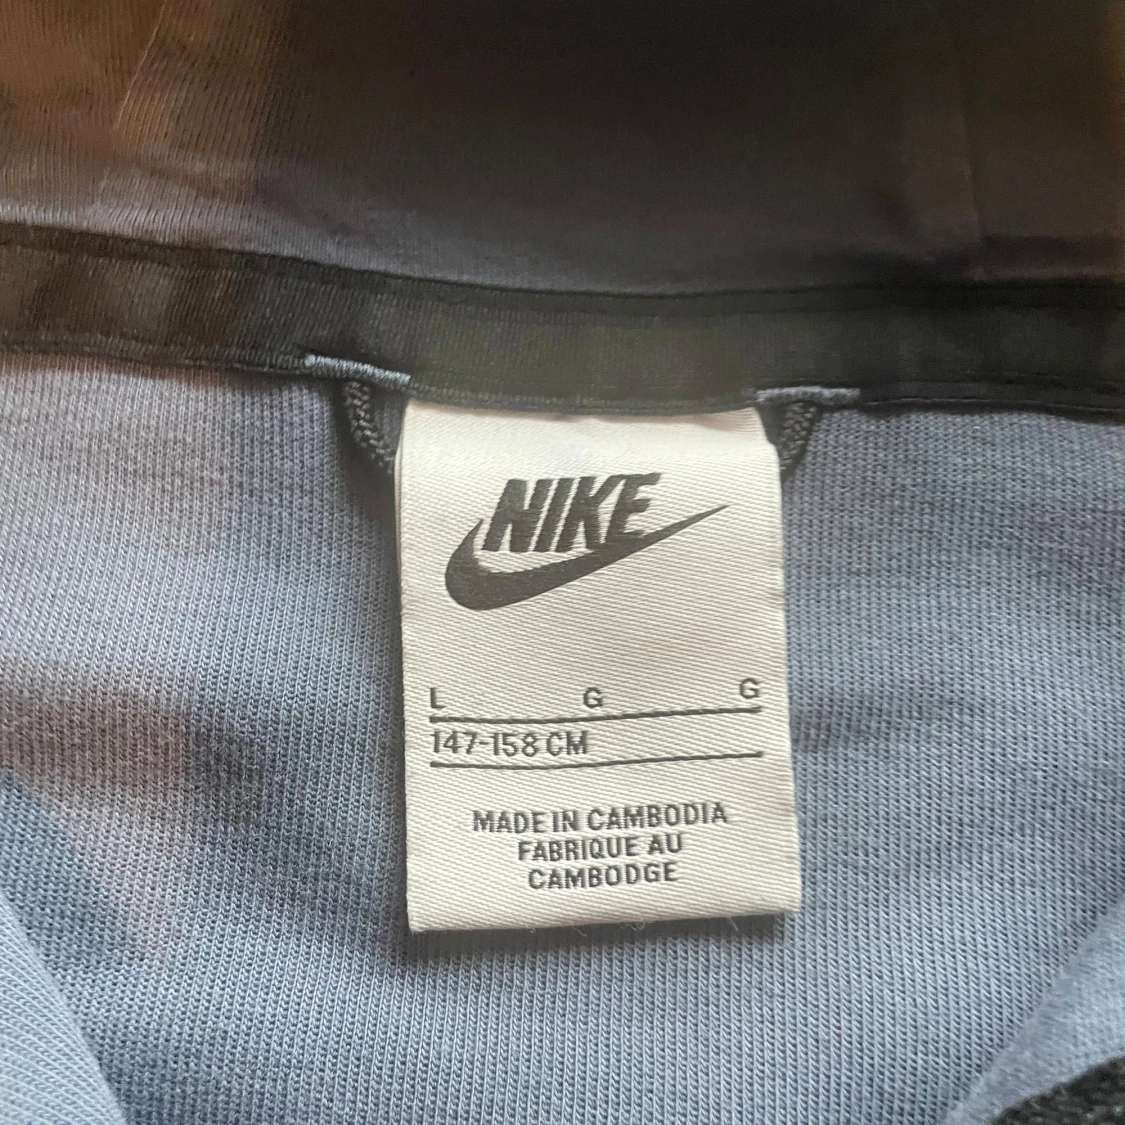 NIKE
L G G
147-158 CM
MADE IN CAMBODIA
FABRIQUE AU
CAMBODGE